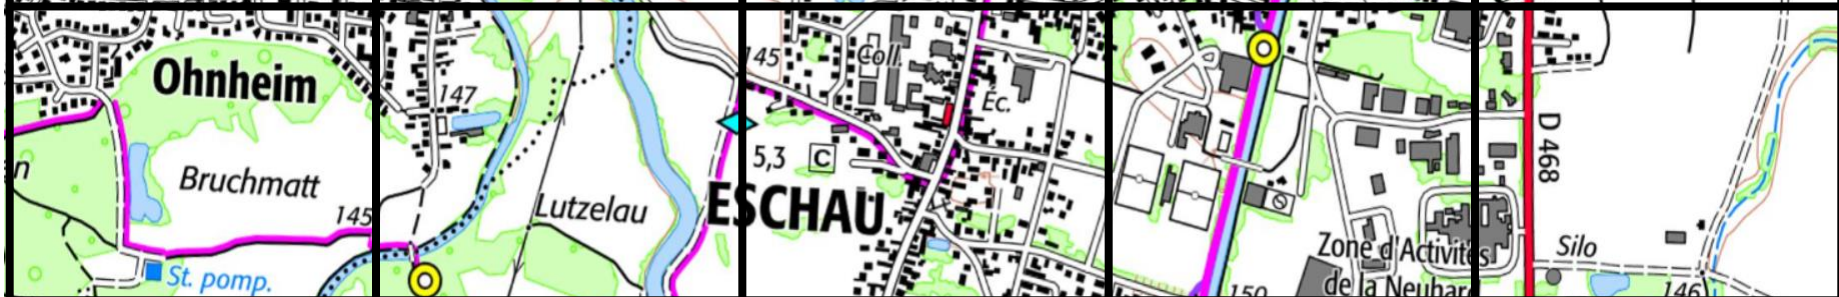 Ohnheim
n
Bruchmatt
145
St. pomp.
147
Lutzelau
145
Coll.
Éc.
5,3
C
ESCHAU
Zone d'Activités
de la Neuhard
150
D 468
Silo
146